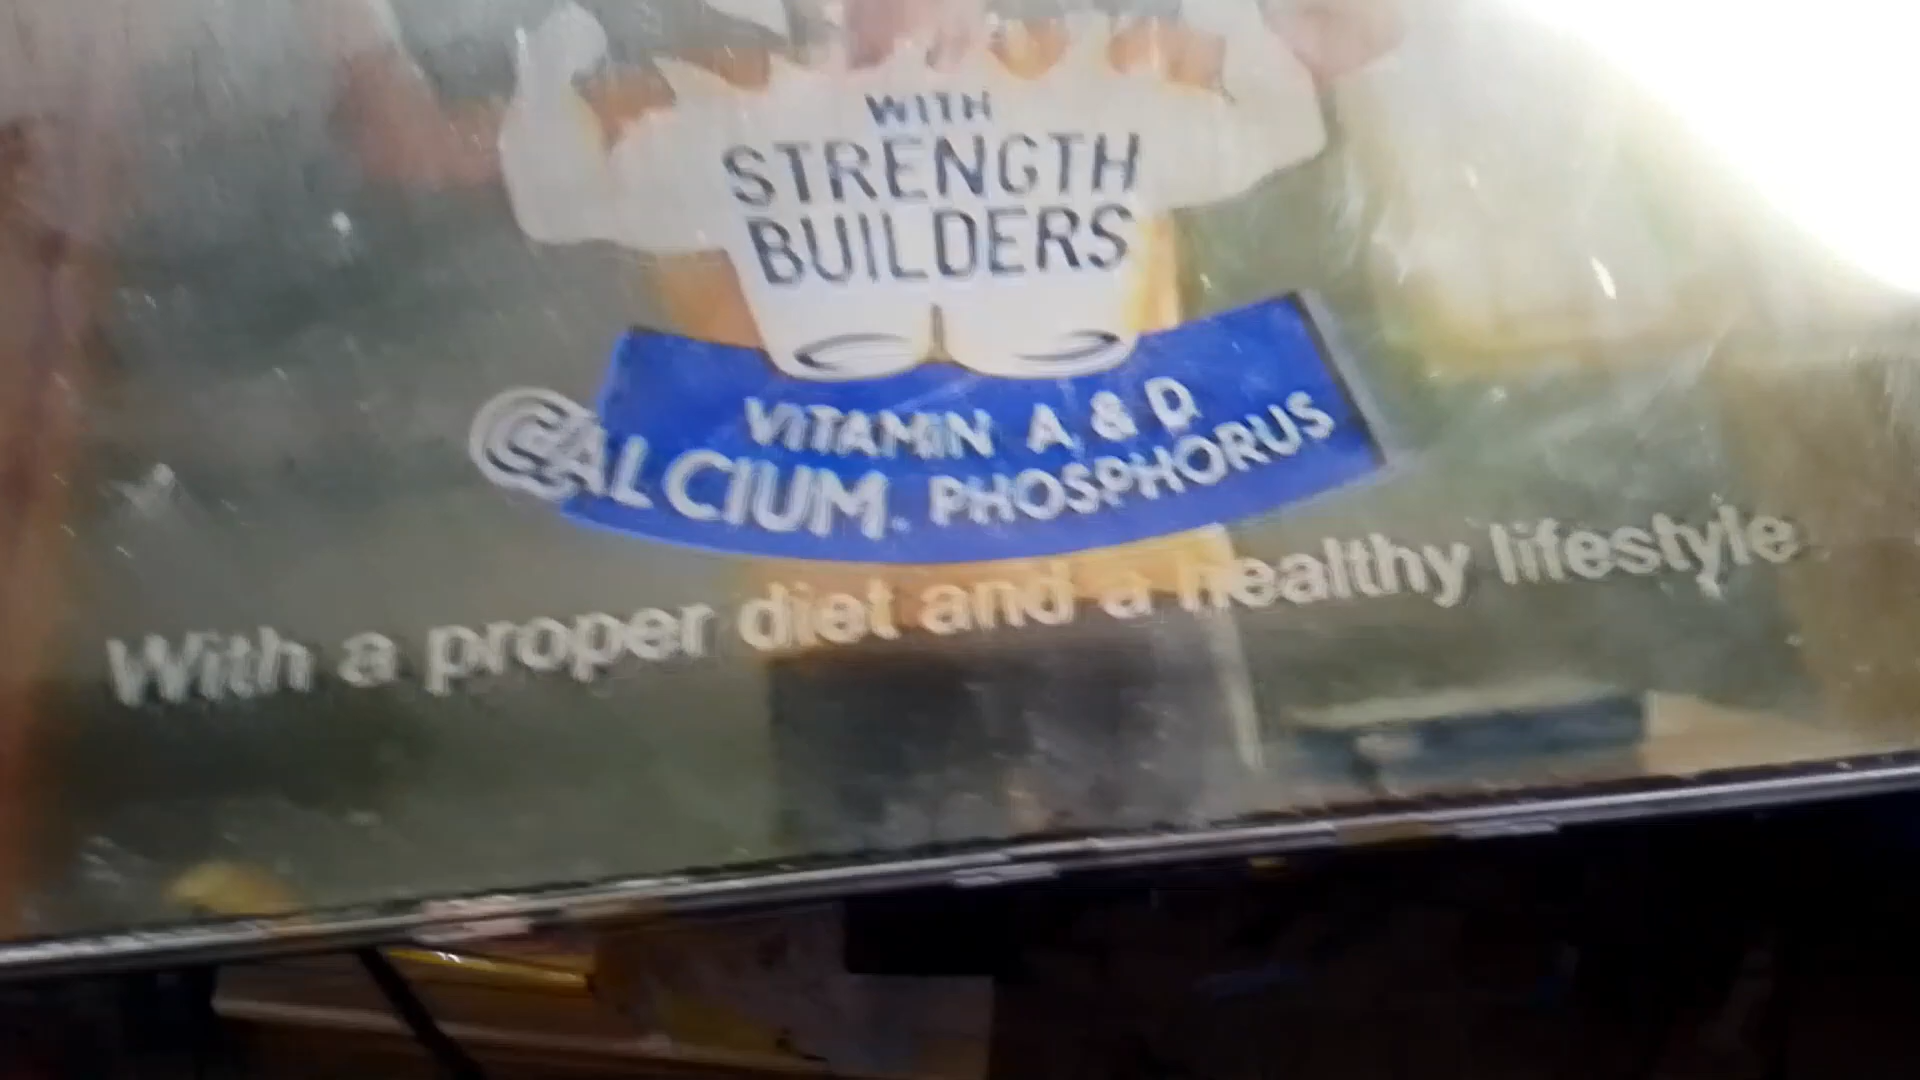 WITH
STRENGTH
BUILDERS
VITAMIN A & D
CALCIUM. PHOSPHORUS
With a proper diet and a healthy lifestyle